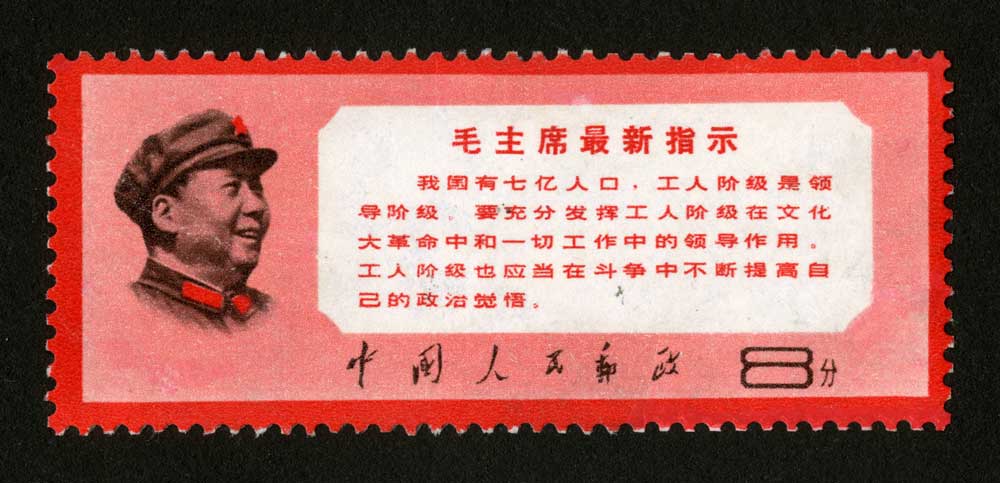 毛主席最新指示
我国有七亿人口，工人阶级是领
导阶级。要充分发挥工人阶级在文化
大革命中和一切工作中的领导作用。
工人阶级也应当在斗争中不断提高自
己的政治觉悟。
中國人民郵政 8分